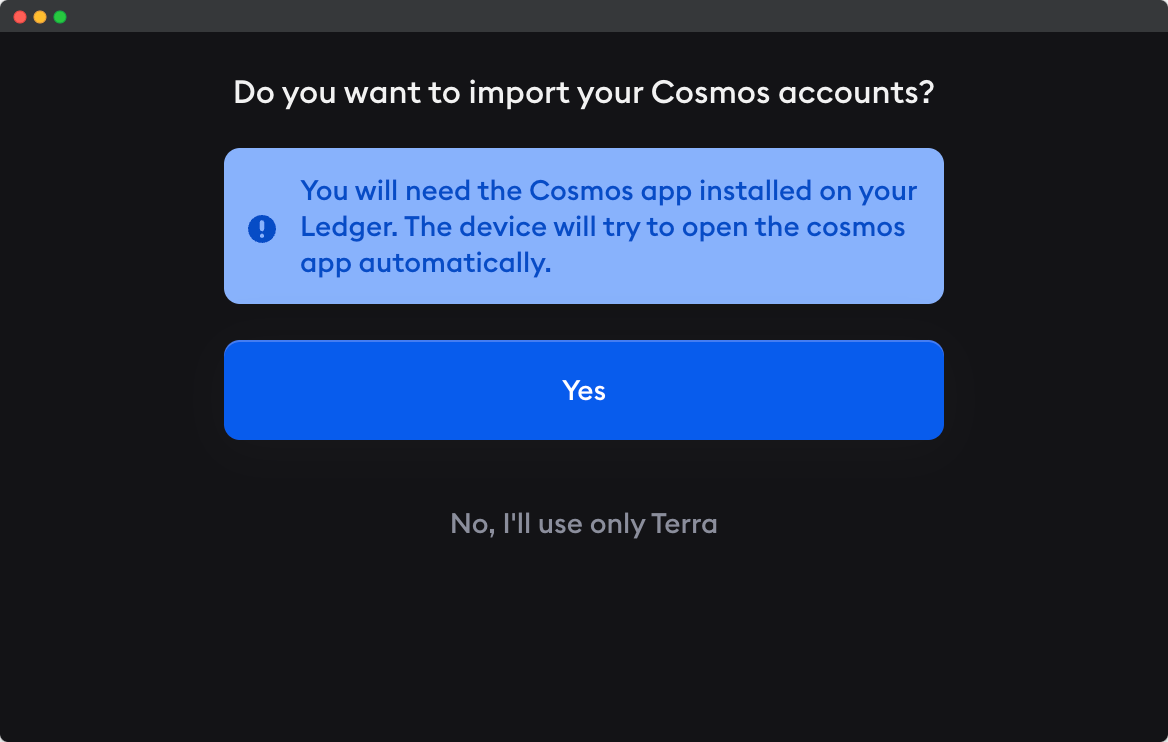 Do you want to import your Cosmos accounts?
You will need the Cosmos app installed on your
Ledger. The device will try to open the cosmos
app automatically.
Yes
No, I'll use only Terra